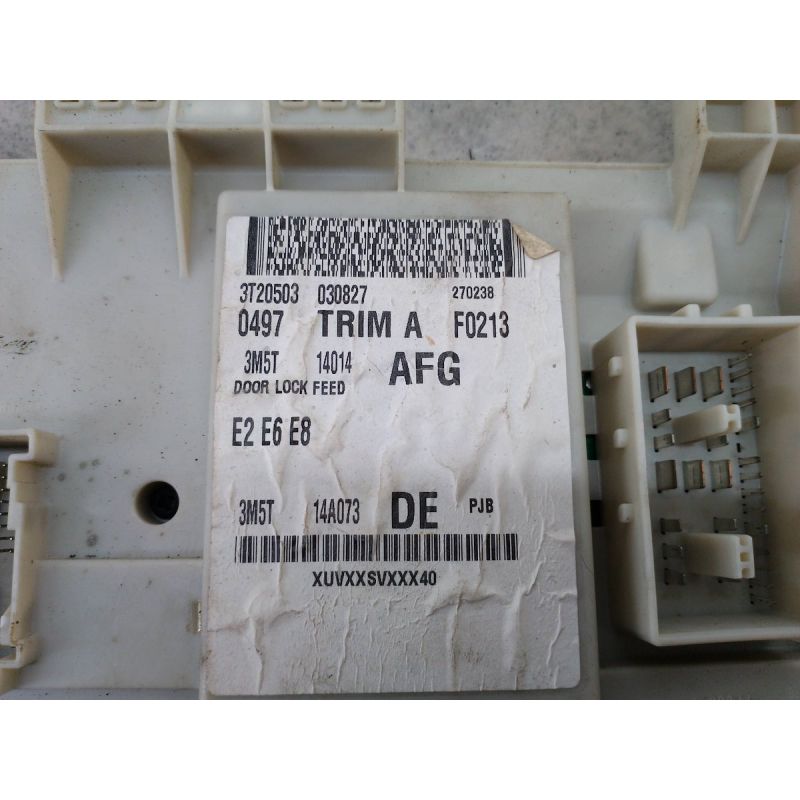 3T20503 030827 270238
0497 TRIM A F0213
3M5T 14014 AFG
DOOR LOCK FEED
E2 E6 E8
3M5T 14A073 DE PJB
XUVXXSVXXX40